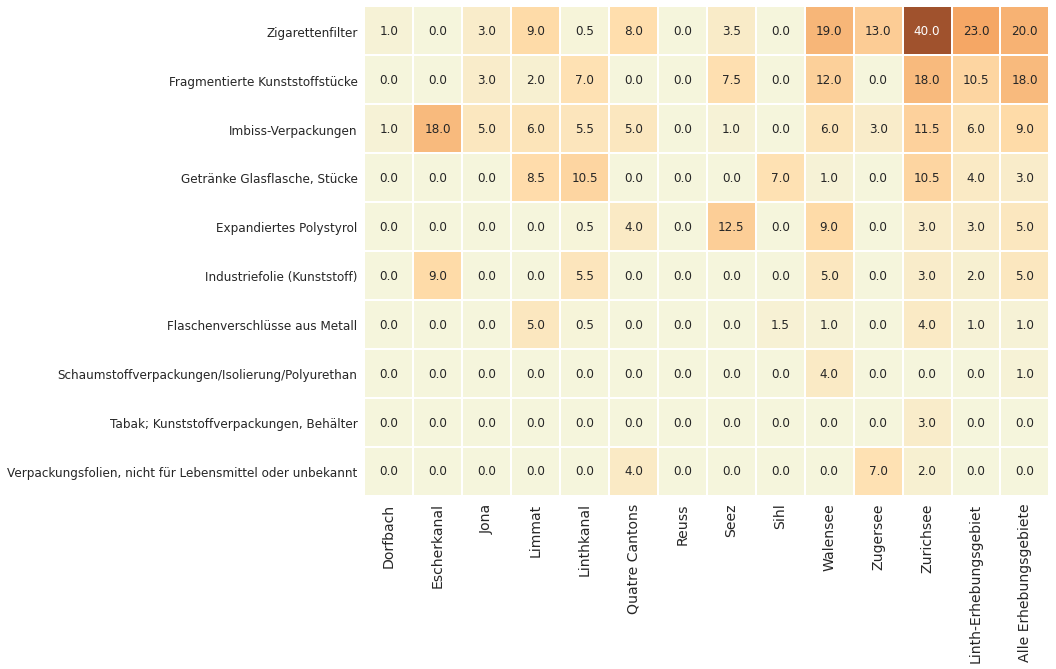 Zigarettenfilter 1.0 0.0 3.0 9.0 0.5 8.0 0.0 3.5 0.0 19.0 13.0 40.0 23.0 20.0
Fragmentierte Kunststoffstücke 0.0 0.0 3.0 2.0 7.0 0.0 0.0 7.5 0.0 12.0 0.0 18.0 10.5 18.0
Imbiss-Verpackungen 1.0 18.0 5.0 6.0 5.5 5.0 0.0 1.0 0.0 6.0 3.0 11.5 6.0 9.0
Getränke Glasflasche, Stücke 0.0 0.0 0.0 8.5 10.5 0.0 0.0 0.0 7.0 1.0 0.0 10.5 4.0 3.0
Expandiertes Polystyrol 0.0 0.0 0.0 0.0 0.5 4.0 0.0 12.5 0.0 9.0 0.0 3.0 3.0 5.0
Industriefolie (Kunststoff) 0.0 9.0 0.0 0.0 5.5 0.0 0.0 0.0 0.0 5.0 0.0 3.0 2.0 5.0
Flaschenverschlüsse aus Metall 0.0 0.0 0.0 5.0 0.5 0.0 0.0 0.0 1.5 1.0 0.0 4.0 1.0 1.0
Schaumstoffverpackungen/Isolierung/Polyurethan 0.0 0.0 0.0 0.0 0.0 0.0 0.0 0.0 0.0 4.0 0.0 0.0 0.0 1.0
Tabak; Kunststoffverpackungen, Behälter 0.0 0.0 0.0 0.0 0.0 0.0 0.0 0.0 0.0 0.0 0.0 3.0 0.0 0.0
Verpackungsfolien, nicht für Lebensmittel oder unbekannt 0.0 0.0 0.0 0.0 0.0 4.0 0.0 0.0 0.0 0.0 7.0 2.0 0.0 0.0
Dorfbach
Escherkanal
Jona
Limmat
Linthkanal
Quatre Cantons
Reuss
Seez
Sihl
Walensee
Zugersee
Zurichsee
Linth-Erhebungsgebiet
Alle Erhebungsgebiete